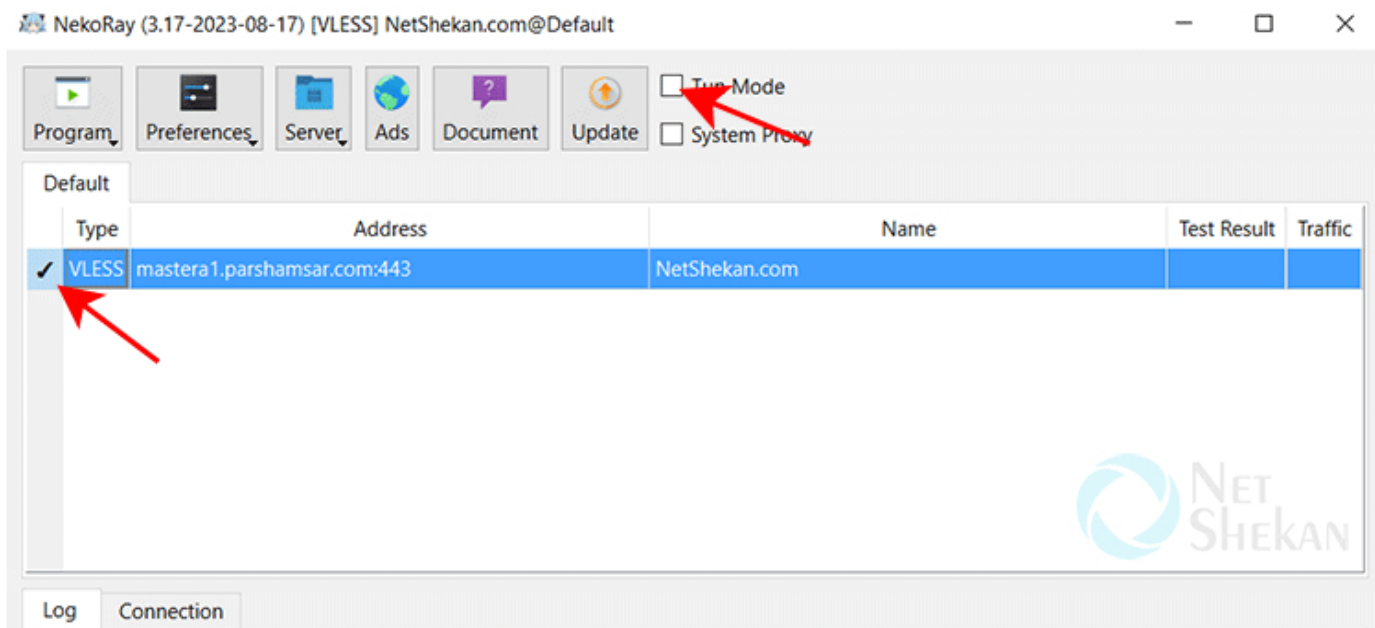 NekoRay (3.17-2023-08-17) [VLESS] NetShekan.com@Default
Program Preferences Server Ads Document Update Tun Mode
System Proxy
Default
Type Address Name Test Result Traffic
✓ VLESS mastera1.parshamsar.com:443 NetShekan.com
NET
SHEKAN
Log Connection